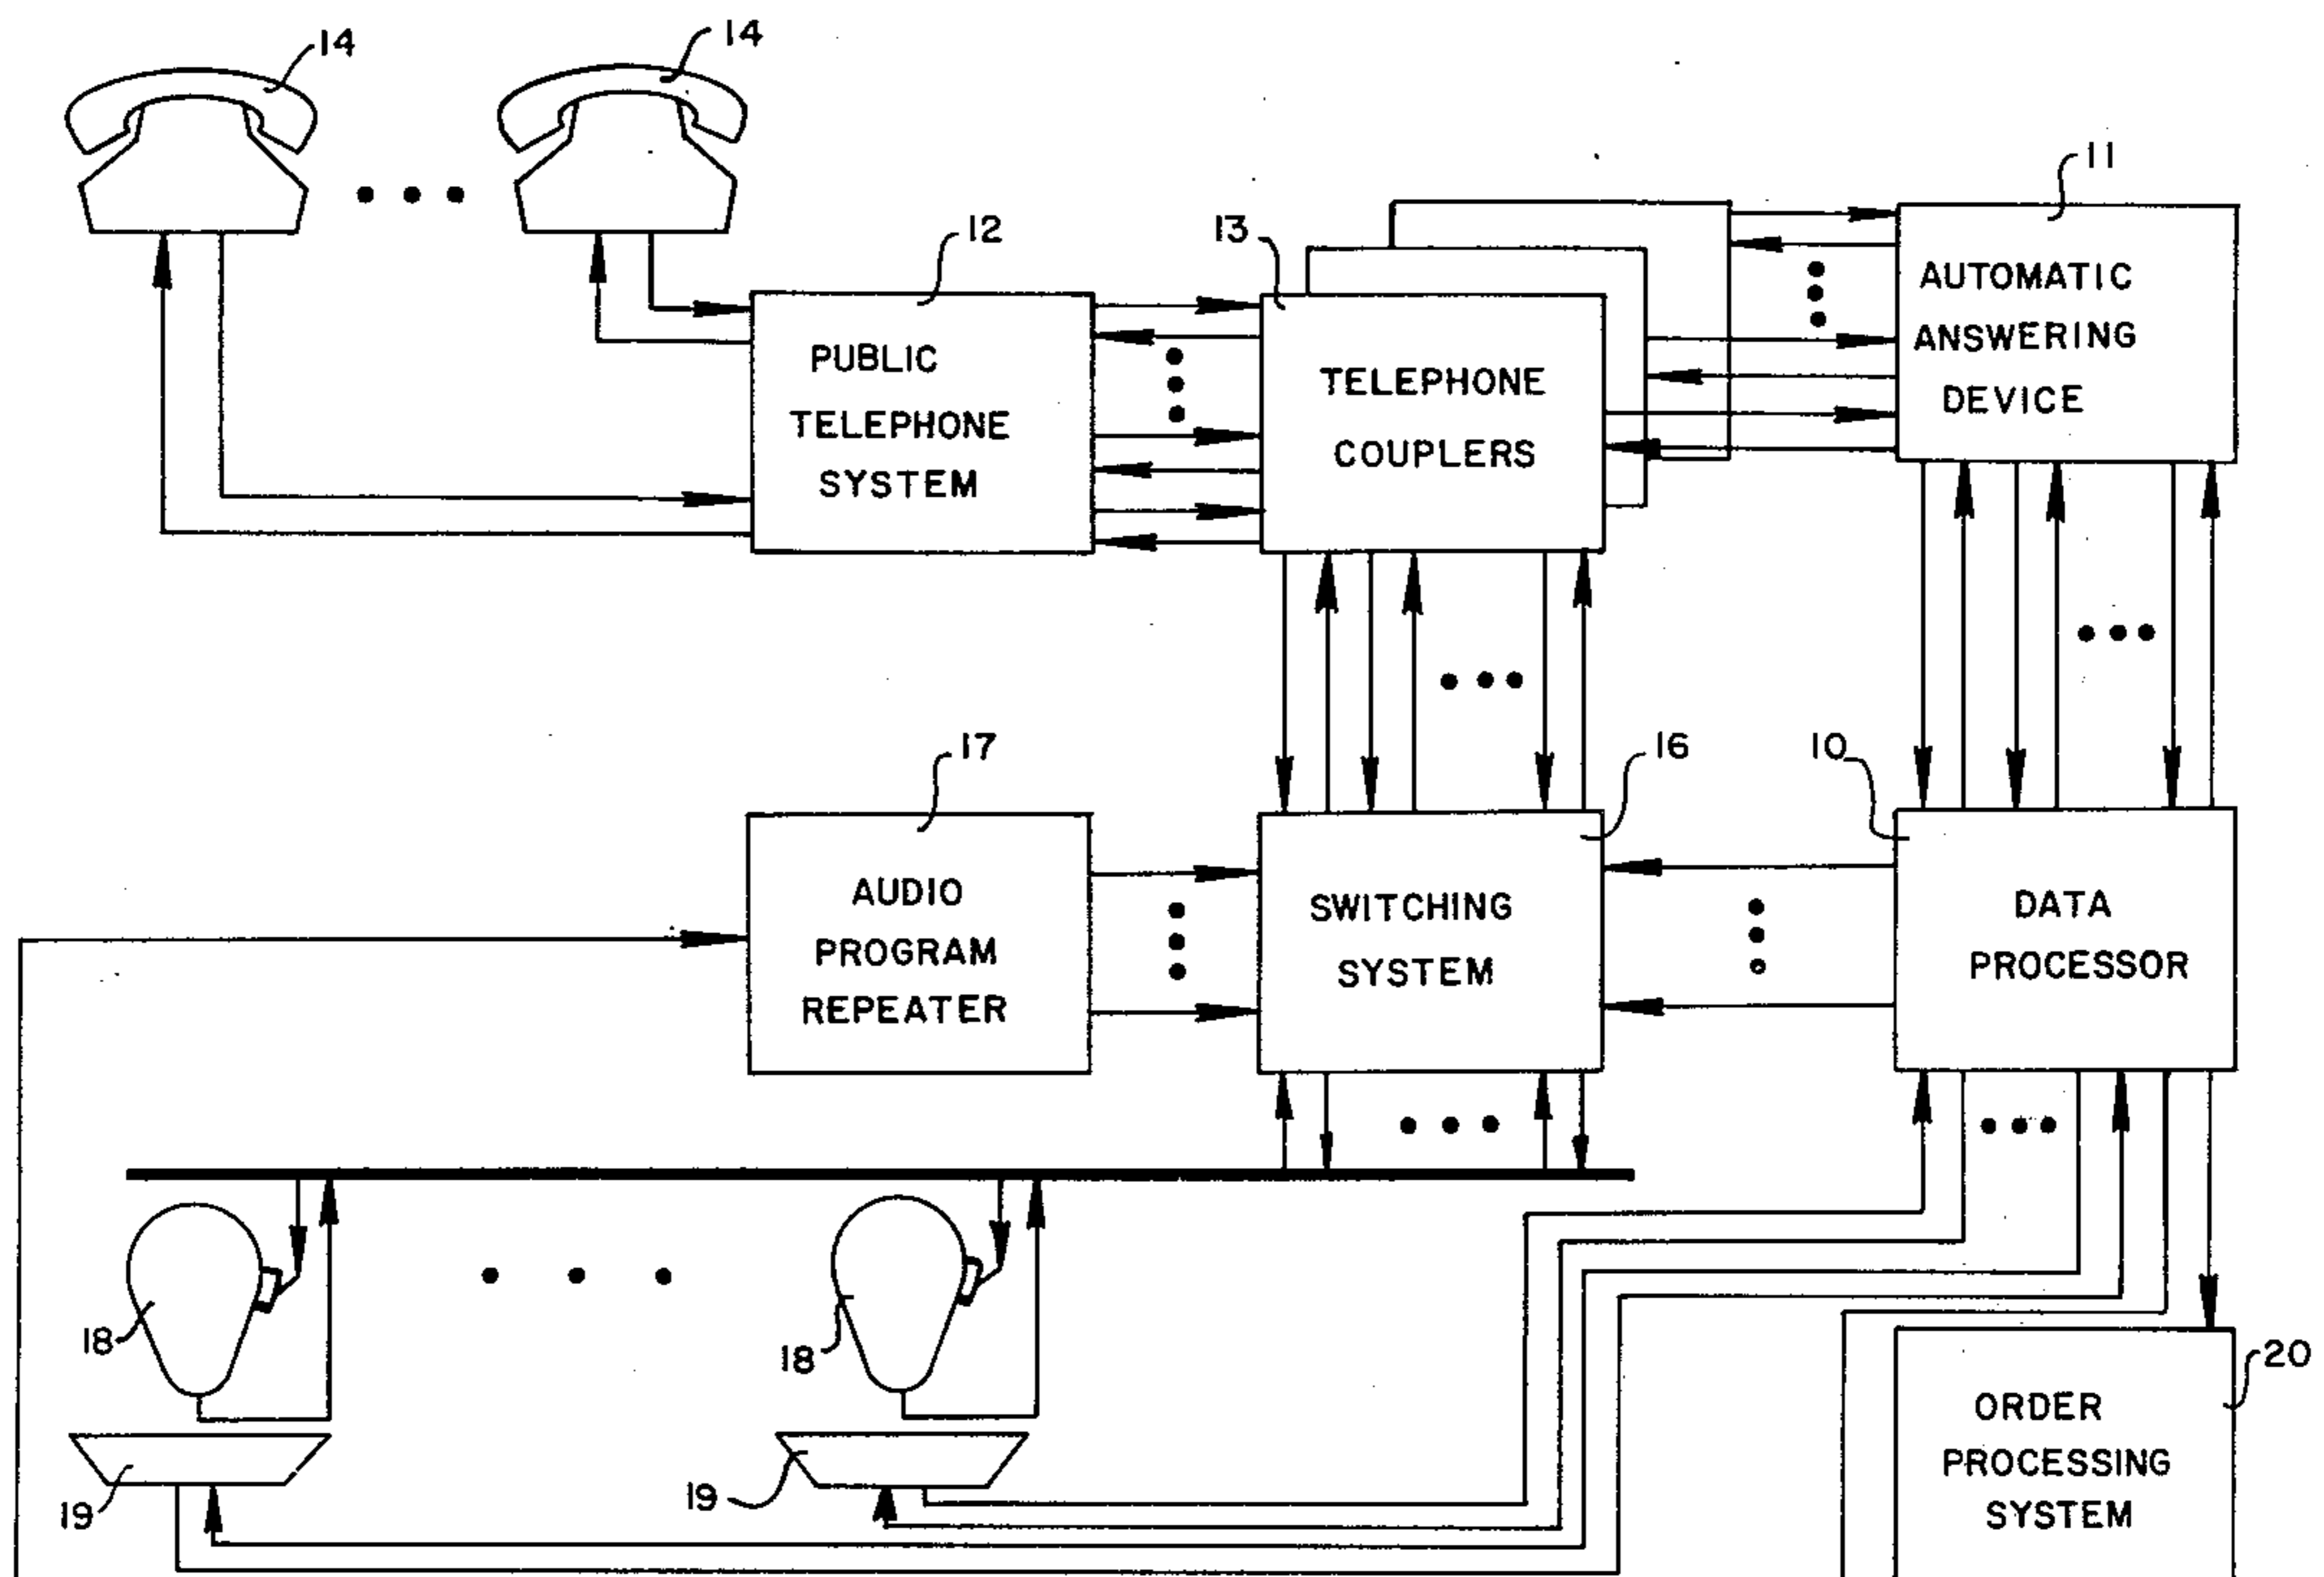 14
14
11
12
13
AUTOMATIC
ANSWERING
DEVICE
PUBLIC
TELEPHONE
SYSTEM
TELEPHONE
COUPLERS
17
16
10
AUDIO
PROGRAM
REPEATER
SWITCHING
SYSTEM
DATA
PROCESSOR
18
18
20
ORDER
PROCESSING
SYSTEM
19
19